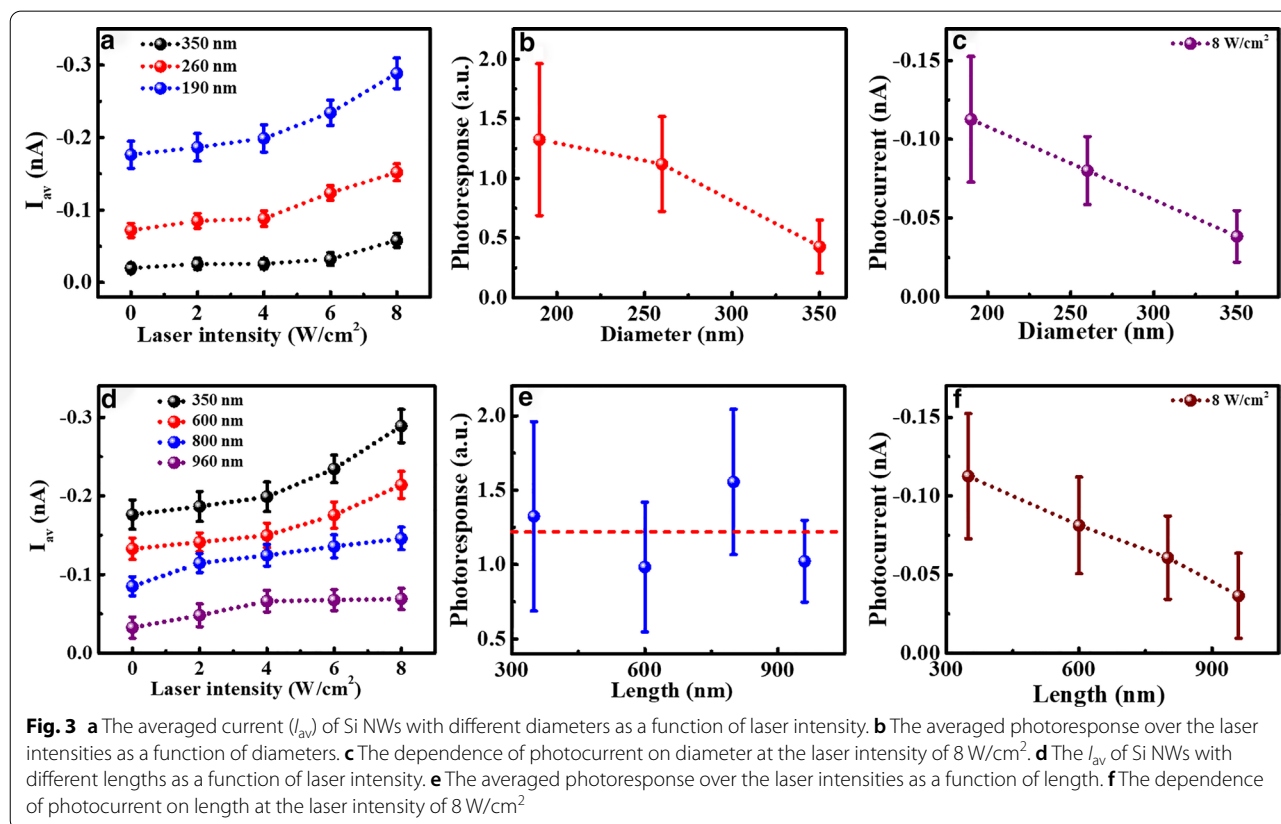 a
350 nm
260 nm
190 nm
-0.3
-0.2
-0.1
0.0
I_av (nA)
0 2 4 6 8
Laser intensity (W/cm²)
b
2.0
1.5
1.0
0.5
0.0
Photoresponse (a.u.)
200 250 300 350
Diameter (nm)
c
8 W/cm²
-0.15
-0.10
-0.05
-0.00
Photocurrent (nA)
200 250 300 350
Diameter (nm)
d
350 nm
600 nm
800 nm
960 nm
-0.3
-0.2
-0.1
0.0
I_av (nA)
0 2 4 6 8
Laser intensity (W/cm²)
e
2.0
1.5
1.0
0.5
Photoresponse (a.u.)
300 600 900
Length (nm)
f
8 W/cm²
-0.15
-0.10
-0.05
-0.00
Photocurrent (nA)
300 600 900
Length (nm)
Fig. 3 a The averaged current (I_av) of Si NWs with different diameters as a function of laser intensity. b The averaged photoresponse over the laser
intensities as a function of diameters. c The dependence of photocurrent on diameter at the laser intensity of 8 W/cm². d The I_av of Si NWs with
different lengths as a function of laser intensity. e The averaged photoresponse over the laser intensities as a function of length. f The dependence
of photocurrent on length at the laser intensity of 8 W/cm²